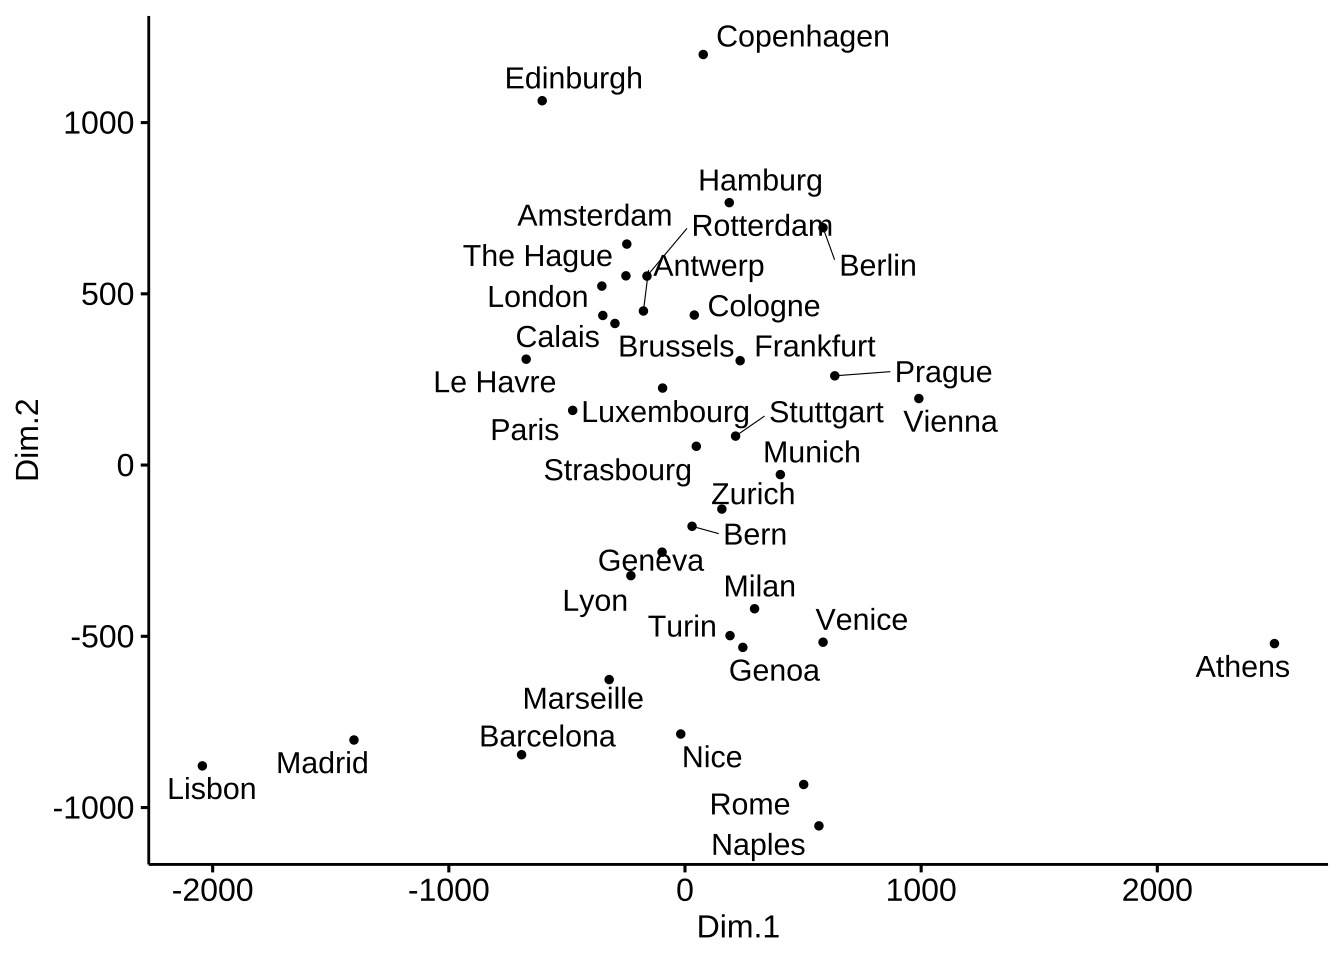 Copenhagen
Edinburgh
1000
Hamburg
Amsterdam
Rotterdam
The Hague
Antwerp
Berlin
500
London
Cologne
Calais
Brussels
Frankfurt
Le Havre
Prague
Luxembourg
Stuttgart
Vienna
Paris
Munich
Dim.2
0
Strasbourg
Zurich
Bern
Geneva
Milan
Lyon
Venice
Turin
-500
Genoa
Athens
Marseille
Barcelona
Nice
Madrid
Lisbon
Rome
-1000
Naples
-2000 -1000 0 1000 2000
Dim.1